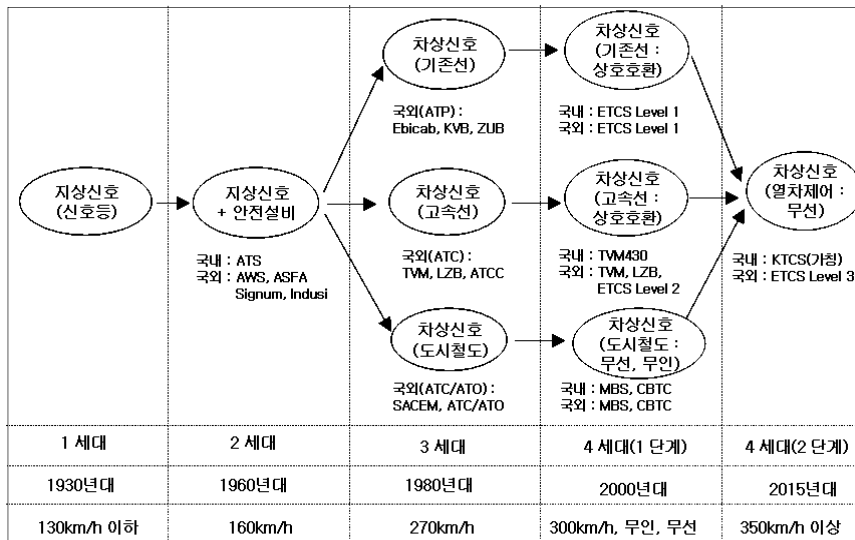 차상신호
(기존선)
국외(ATP) :
Ebicab, KVB, ZUB
차상신호
(기존선 :
상호호환)
국내 : ETCS Level 1
국외 : ETCS Level 1
지상신호
(신호등)
지상신호
+ 안전설비
국내 : ATS
국외 : AWS, ASFA
Signum, Indusi
차상신호
(고속선)
국외(ATC) :
TVM, LZB, ATCC
차상신호
(고속선 :
상호호환)
국내 : TVM430
국외 : TVM, LZB,
ETCS Level 2
차상신호
(열차제어 :
무선)
국내 : KTCS(가칭)
국외 : ETCS Level 3
차상신호
(도시철도)
국외(ATC/ATO) :
SACEM, ATC/ATO
차상신호
(도시철도 :
무선, 무인)
국내 : MBS, CBTC
국외 : MBS, CBTC
1 세대
2 세대
3 세대
4 세대(1 단계)
4 세대(2 단계)
1930년대
1960년대
1980년대
2000년대
2015년대
130km/h 이하
160km/h
270km/h
300km/h, 무인, 무선
350km/h 이상